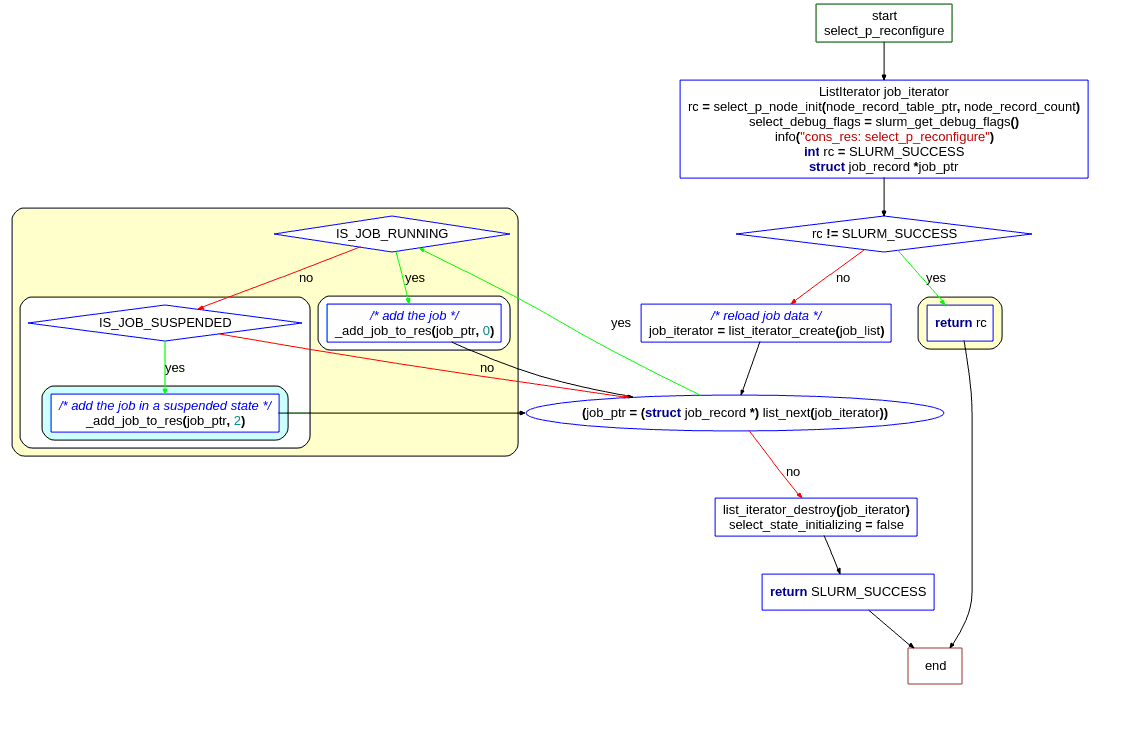 start
select_p_reconfigure
ListIterator job_iterator
rc = select_p_node_init(node_record_table_ptr, node_record_count)
select_debug_flags = slurm_get_debug_flags()
info("cons_res: select_p_reconfigure")
int rc = SLURM_SUCCESS
struct job_record *job_ptr
rc != SLURM_SUCCESS
no
yes
/* reload job data */
job_iterator = list_iterator_create(job_list)
return rc
IS_JOB_RUNNING
no
yes
IS_JOB_SUSPENDED
/* add the job */
_add_job_to_res(job_ptr, 0)
yes
yes
no
/* add the job in a suspended state */
_add_job_to_res(job_ptr, 2)
(job_ptr = (struct job_record *) list_next(job_iterator))
no
list_iterator_destroy(job_iterator)
select_state_initializing = false
return SLURM_SUCCESS
end